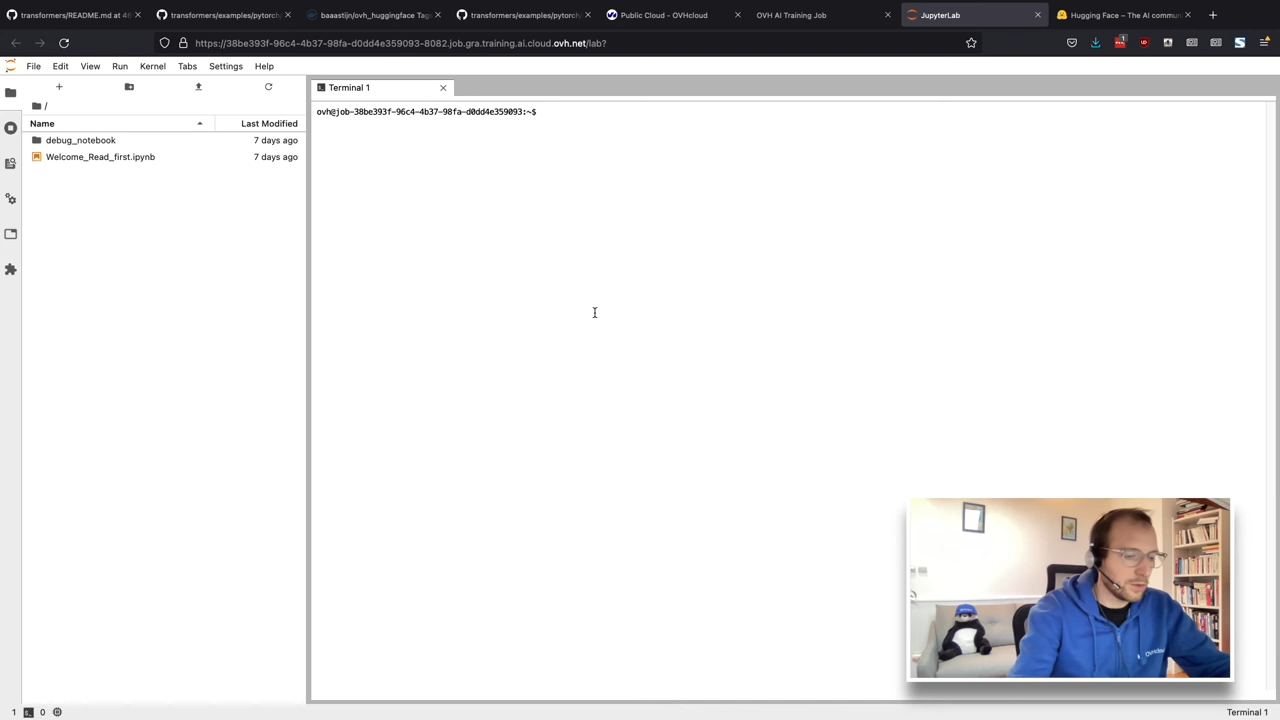 transformers/README.md at 46
transformers/examples/pytorch
baaastijn/ovh_huggingface Tags
transformers/examples/pytorch
Public Cloud - OVHcloud
OVH AI Training Job
JupyterLab
Hugging Face – The AI commun
https://38be393f-96c4-4b37-98fa-d0dd4e359093-8082.job.gra.training.ai.cloud.ovh.net/lab?
File Edit View Run Kernel Tabs Settings Help
Terminal 1
/
Name Last Modified
debug_notebook 7 days ago
Welcome_Read_first.ipynb 7 days ago
ovh@job-38be393f-96c4-4b37-98fa-d0dd4e359093:~$
1 0
Terminal 1